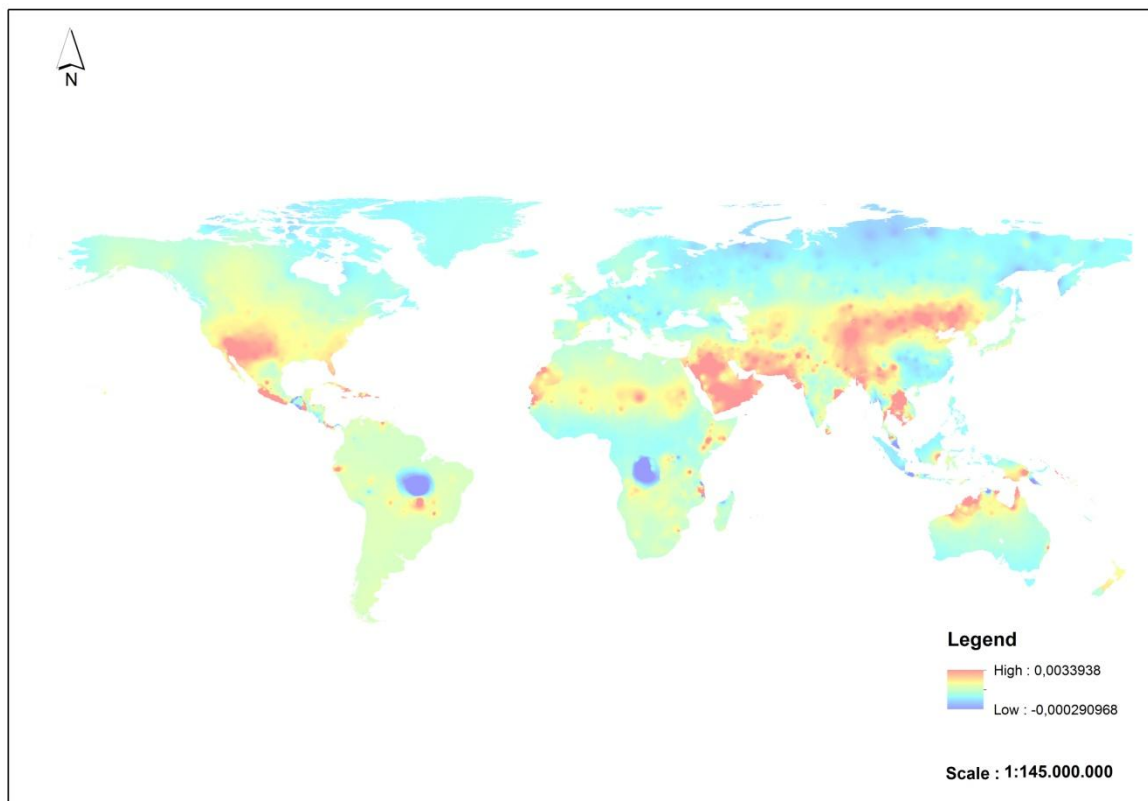 N
Legend
High : 0,0033938
Low : -0,000290968
Scale : 1:145.000.000